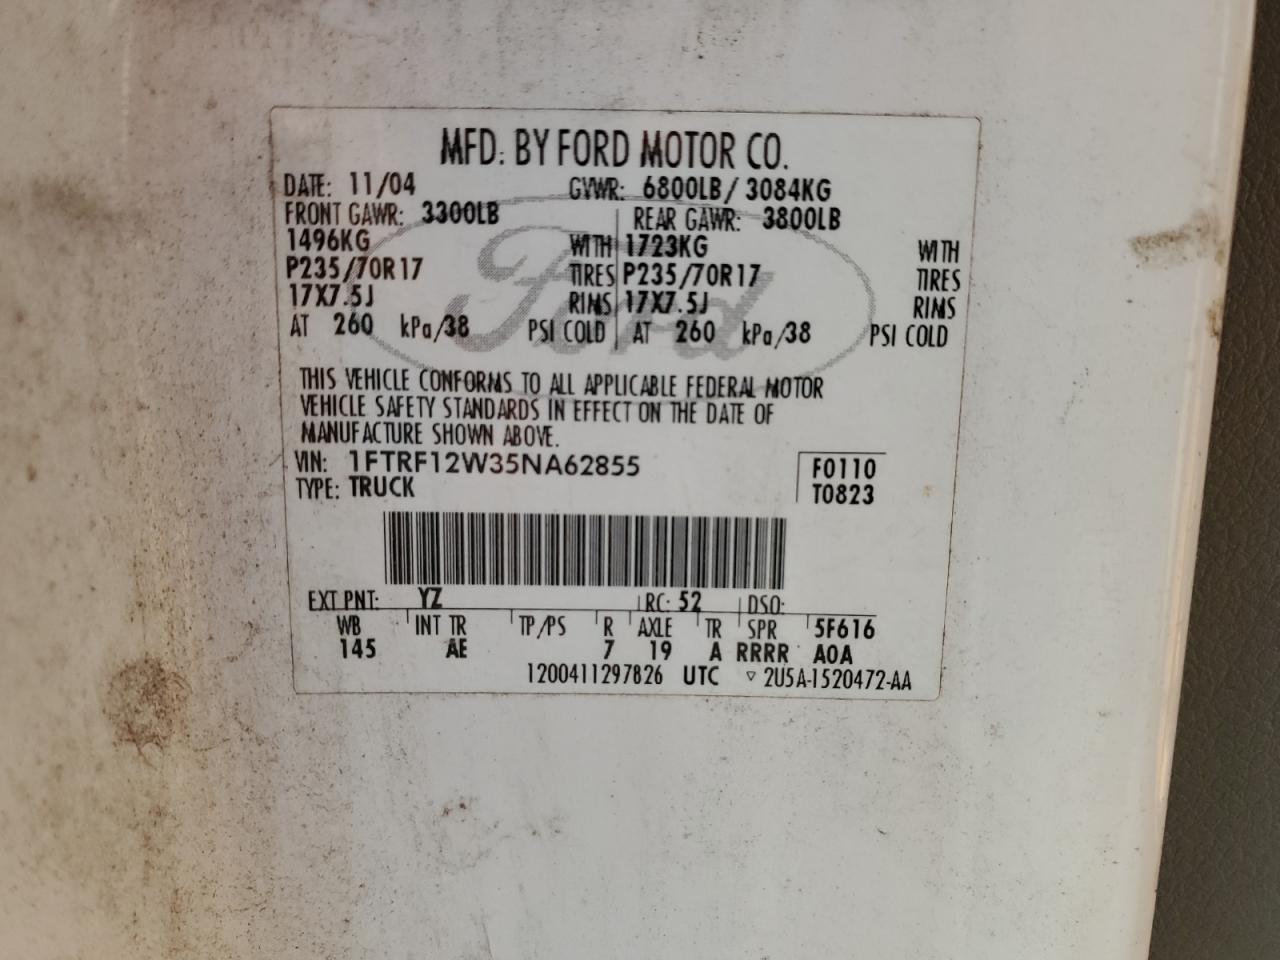 MFD. BY FORD MOTOR CO.
DATE: 11/04 GVWR: 6800LB/ 3084KG
FRONT GAWR: 3300LB REAR GAWR: 3800LB
1496KG WITH 1723KG WITH
P235/70R17 TIRES P235/70R17 TIRES
17X7.5J RIMS 17X7.5J RIMS
AT 260 kPa/38 PSI COLD AT 260 kPa/38 PSI COLD
Ford
THIS VEHICLE CONFORMS TO ALL APPLICABLE FEDERAL MOTOR
VEHICLE SAFETY STANDARDS IN EFFECT ON THE DATE OF
MANUFACTURE SHOWN ABOVE.
VIN: 1FTRF12W35NA62855 F0110
TYPE: TRUCK T0823
EXT PNT: YZ RC: 52 DSO:
WB INT TR TP/PS R AXLE TR SPR 5F616
145 AE 7 19 A RRRR A0A
1200411297826 UTC ▽ 2U5A-1520472-AA